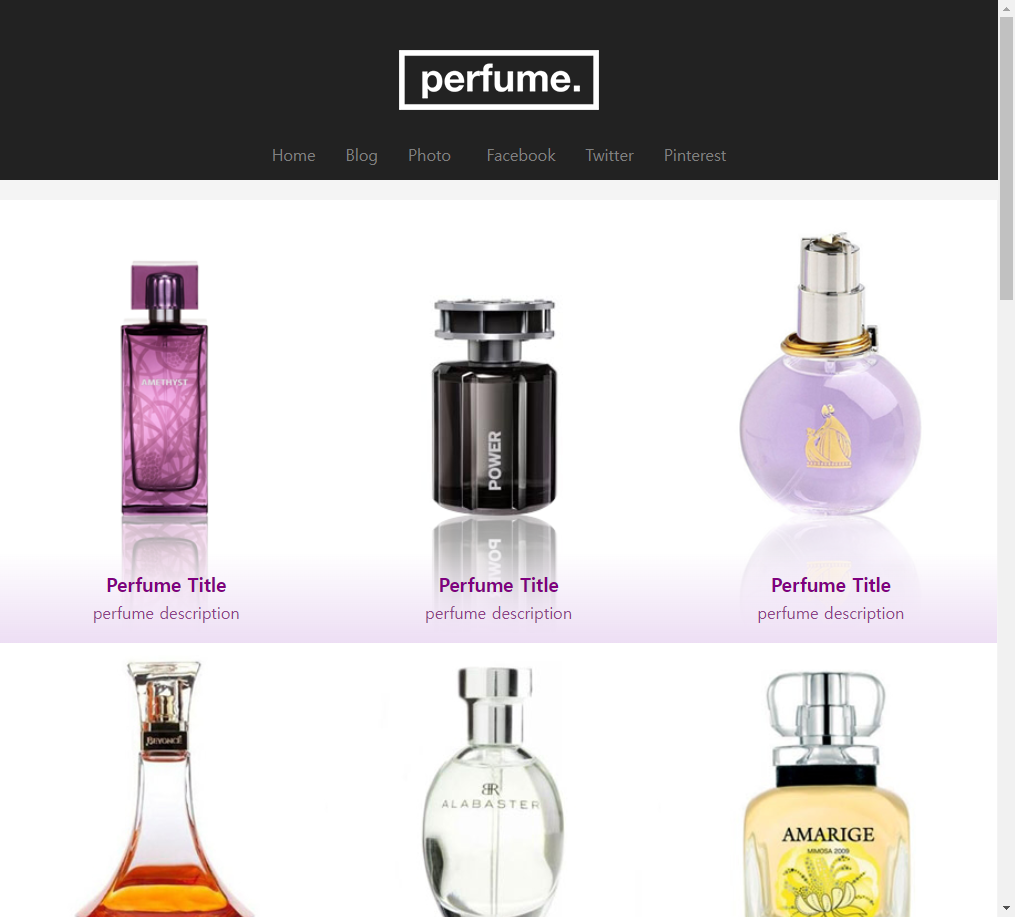 perfume.
Home Blog Photo Facebook Twitter Pinterest
AMETHYST
POWER
Perfume Title
perfume description
Perfume Title
perfume description
Perfume Title
perfume description
BEYONCÉ
BR
ALABASTER
AMARIGE
MIMOSA 2009